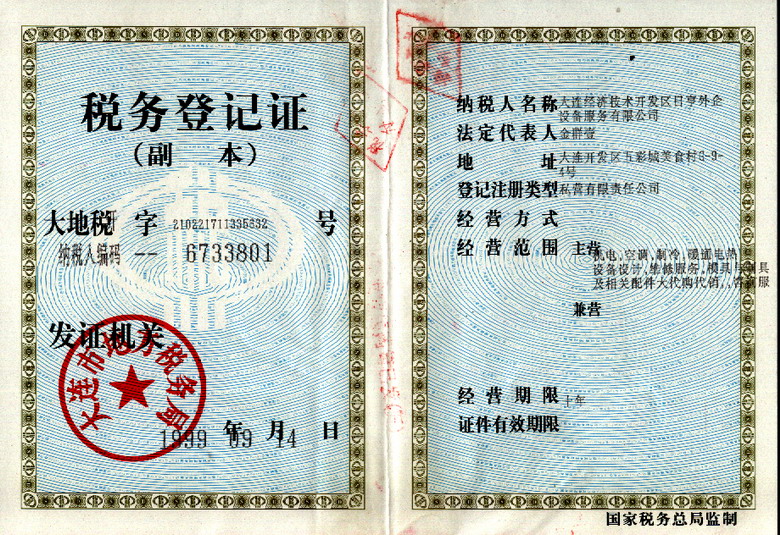 税务登记证
(副 本)
大地税 字 210221711335832 号
纳税人编码 -- 6733801
发证机关
大连市地方税务局
1999 年 09 月 14 日
纳税人名称 大连经济技术开发区日亨外企
设备服务有限公司
法定代表人 金群壹
地 址 大连开发区五彩城美食村S-9-
4号
登记注册类型 私营有限责任公司
经营方式
经营范围 主营 机电,空调,制冷,暖通电热
设备设计,维修服务,模具 具
及相关配件大代购代销, 服
兼营
经营期限 十年
证件有效期限
国家税务总局监制